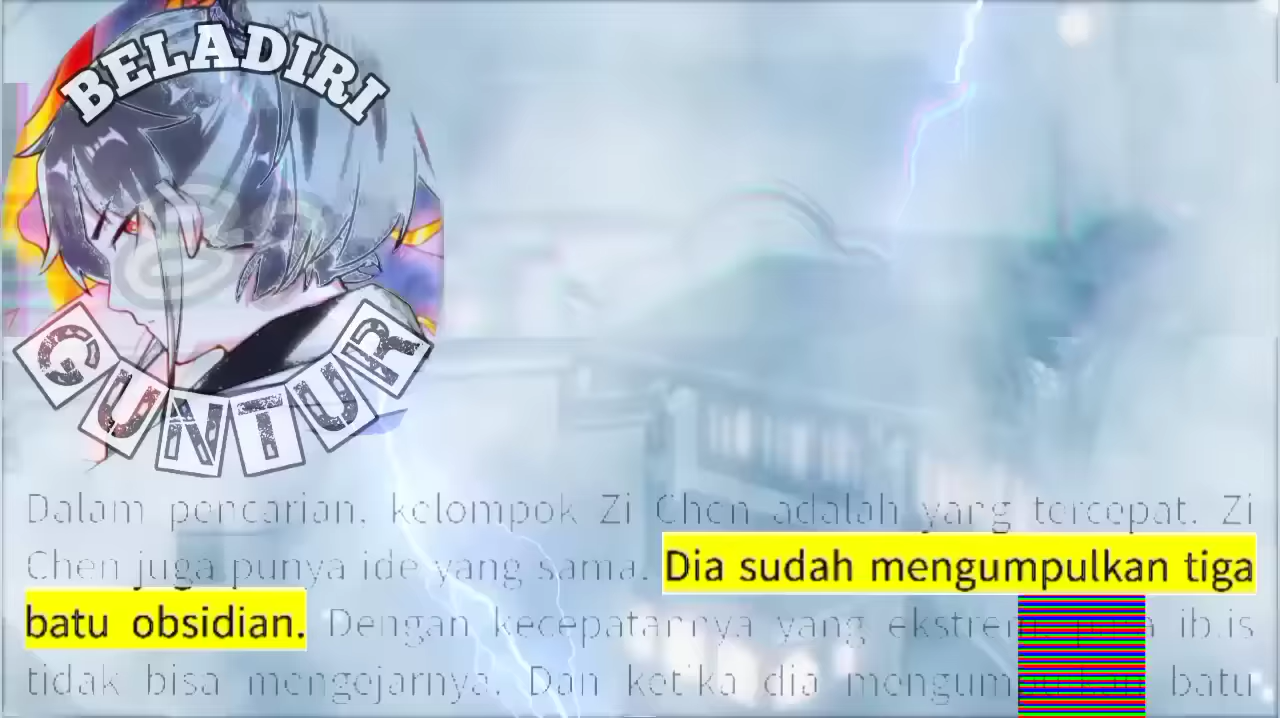 BELADIRI
GUNTUR
Dalam pencarian, kelompok Zi Chen adalah yang tercepat. Zi
Chen juga punya ide yang sama. Dia sudah mengumpulkan tiga
batu obsidian. Dengan kecepatannya yang ekstrem, iblis
tidak bisa mengejarnya. Dan ketika dia batu